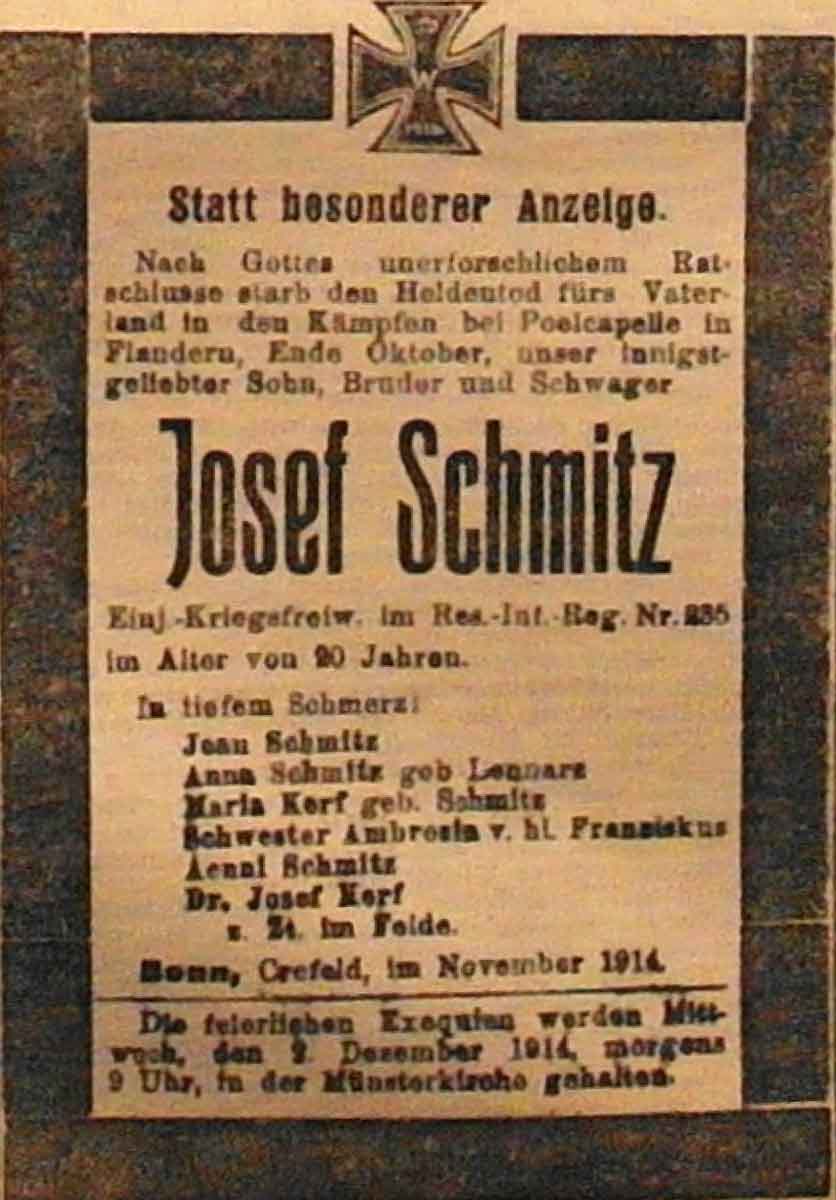 W
1914
Statt besonderer Anzeige.
Nach Gottes unerforschlichem Rat-
schlusse starb den Heldentod fürs Vater-
land in den Kämpfen bei Poelcapelle in
Flandern, Ende Oktober, unser innigst-
geliebter Sohn, Bruder und Schwager
Josef Schmitz
Einj.-Kriegsfreiw. im Res.-Inf.-Reg. Nr. 235
im Alter von 20 Jahren.
In tiefem Schmerz:
Jean Schmitz
Anna Schmitz geb Lennarz
Maria Kerf geb. Schmitz
Schwester Ambrosia v. hl. Franziskus
Aenni Schmitz
Dr. Josef Kerf
z. Zt. im Felde.
Bonn, Crefeld, im November 1914.
Die feierlichen Exequien werden Mitt-
woch, den 2. Dezember 1914, morgens
9 Uhr, in der Münsterkirche gehalten.